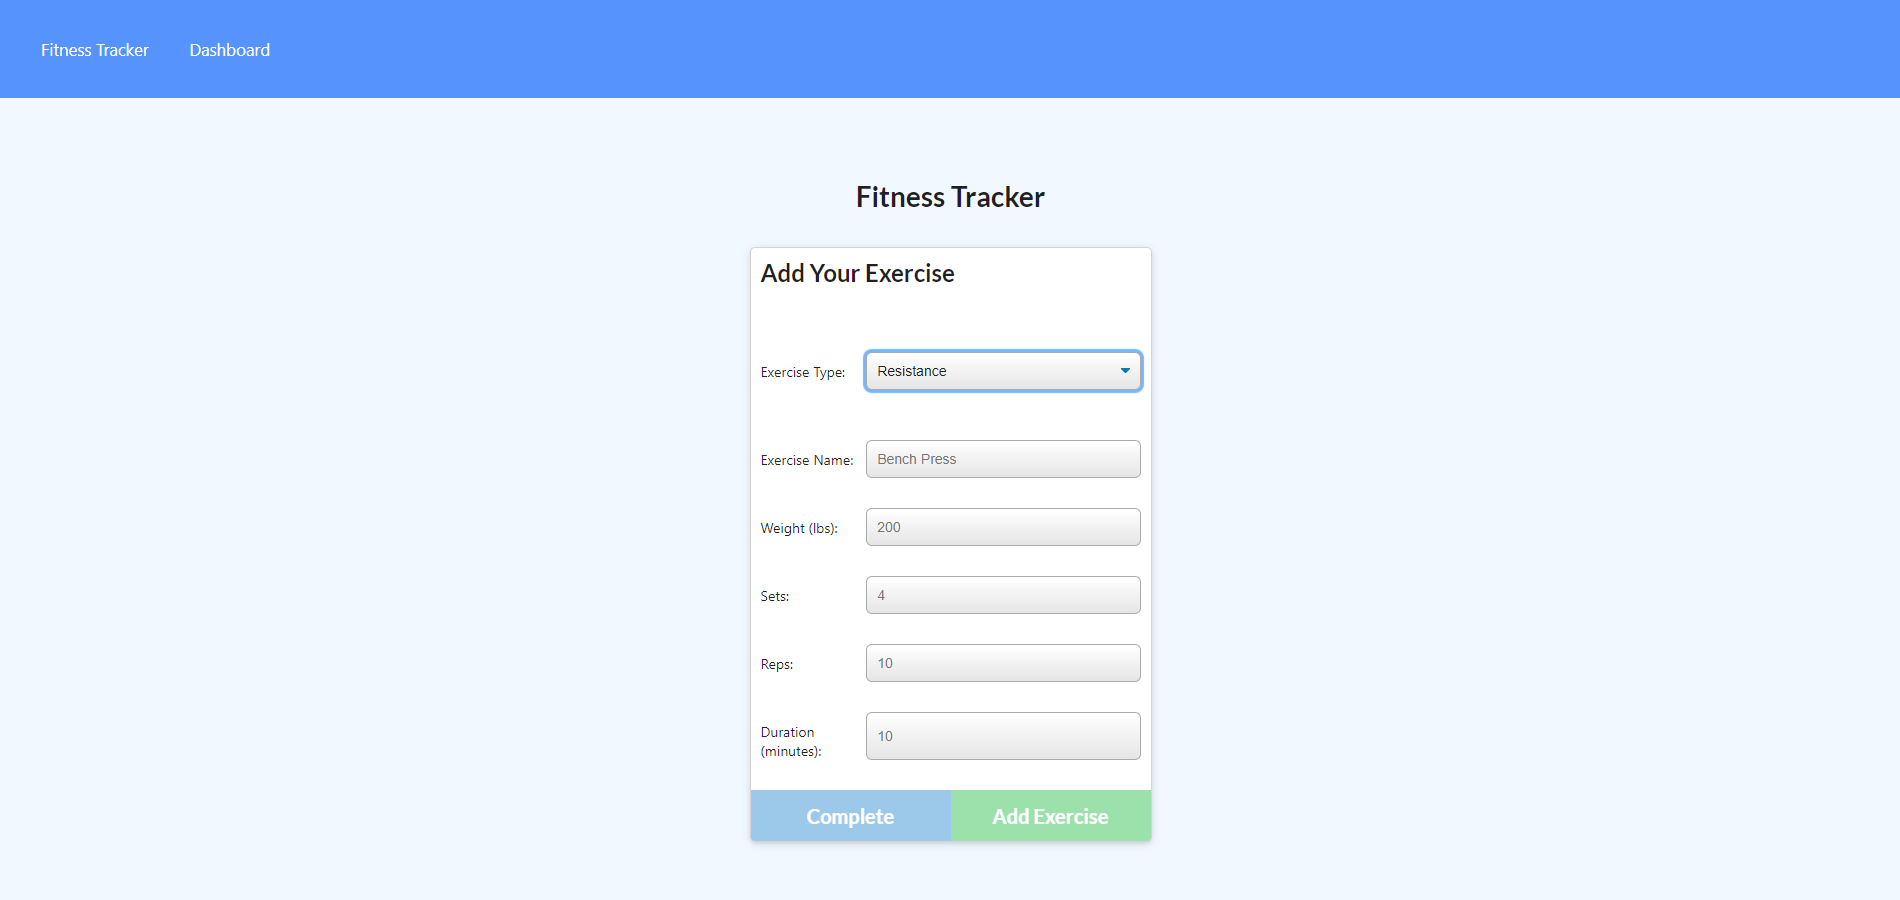 Fitness Tracker Dashboard
Fitness Tracker
Add Your Exercise
Exercise Type: Resistance
Exercise Name: Bench Press
Weight (lbs): 200
Sets: 4
Reps: 10
Duration
(minutes): 10
Complete Add Exercise